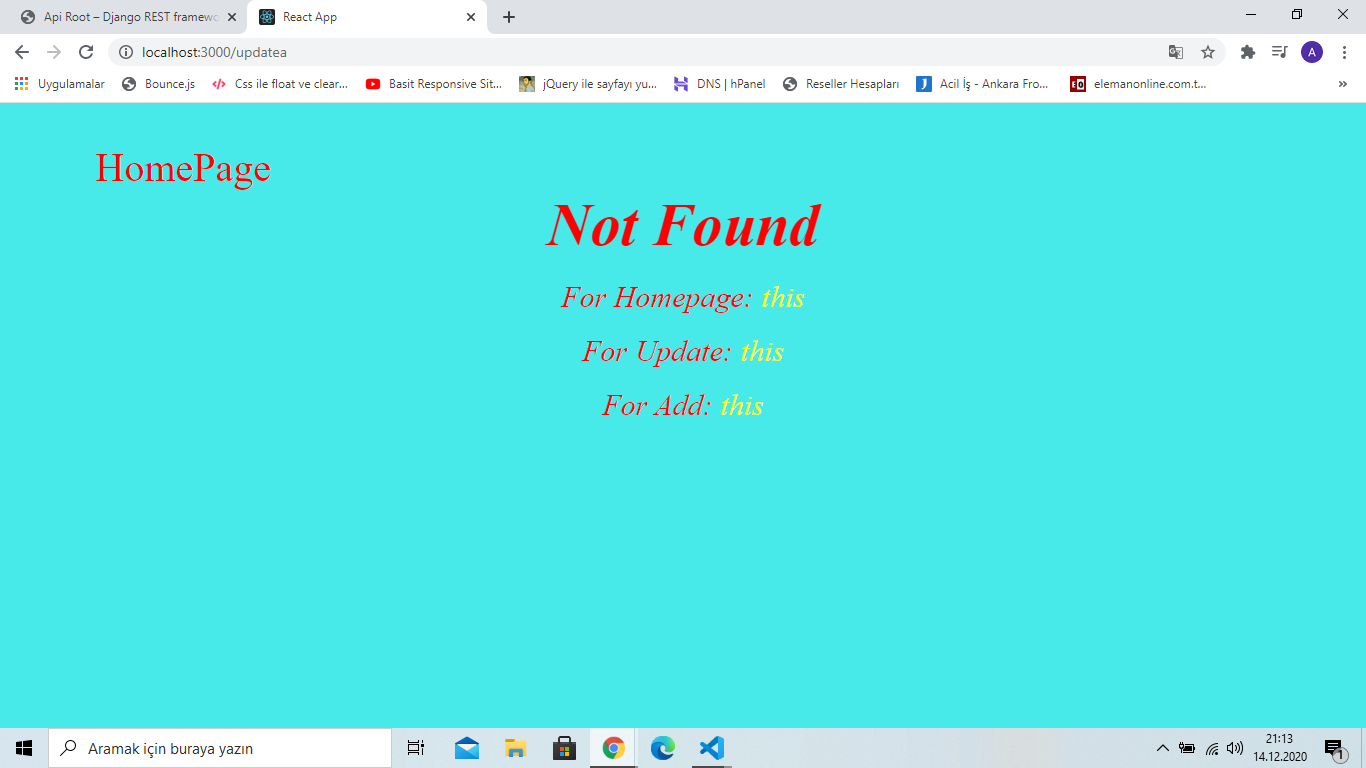 Api Root – Django REST framewo
React App
localhost:3000/updatea
A
Uygulamalar
Bounce.js
Css ile float ve clear...
Basit Responsive Sit...
jQuery ile sayfayı yu...
DNS | hPanel
Reseller Hesapları
Acil İş - Ankara Fro...
elemanonline.com.t...
HomePage
Not Found
For Homepage: this
For Update: this
For Add: this
Aramak için buraya yazın
21:13
14.12.2020
1